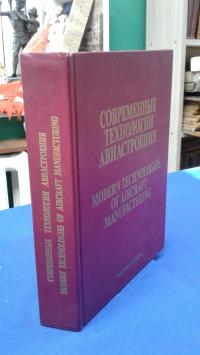 СОВРЕМЕННЫЕ
ТЕХНОЛОГИИ
АВИАСТРОЕНИЯ
MODERN TECHNOLOGIES
OF AIRCRAFT
MANUFACTURING
СОВРЕМЕННЫЕ ТЕХНОЛОГИИ АВИАСТРОЕНИЯ
MODERN TECHNOLOGIES OF AIRCRAFT MANUFACTURING